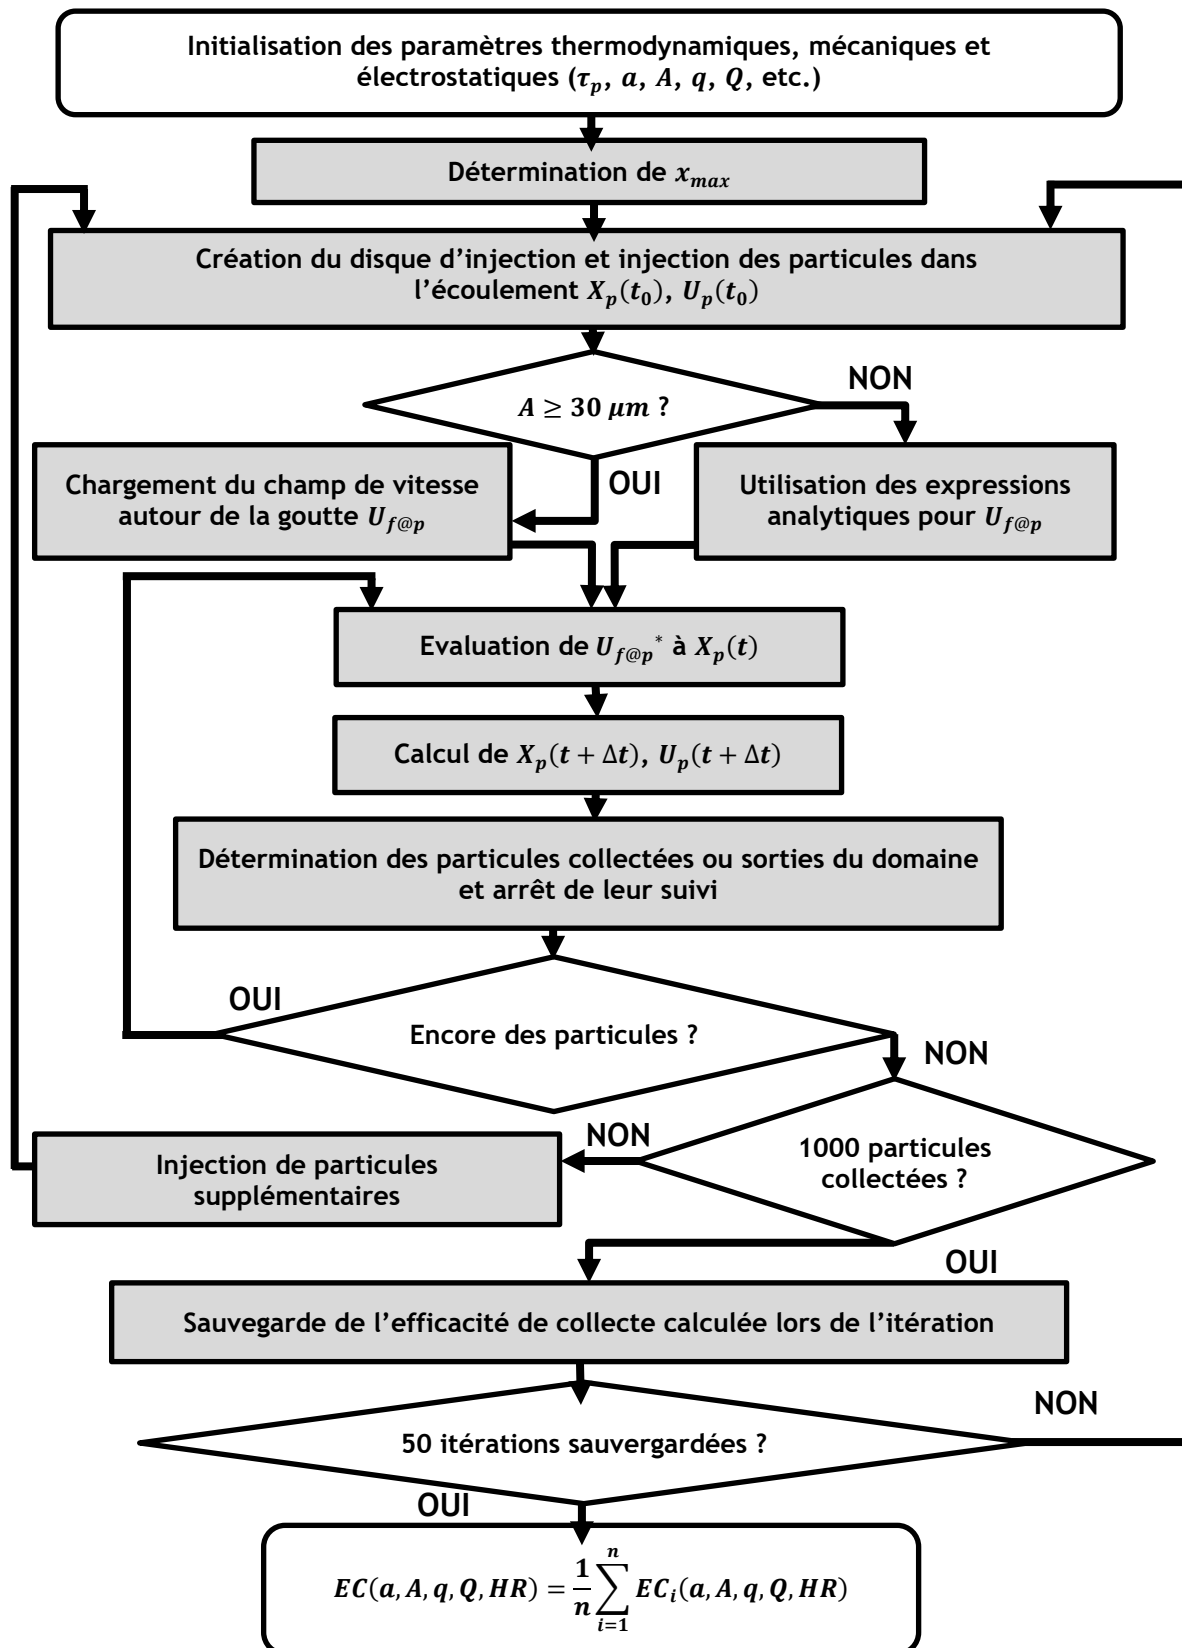 Initialisation des paramètres thermodynamiques, mécaniques et
électrostatiques (τ_p, a, A, q, Q, etc.)
Détermination de x_max
Création du disque d'injection et injection des particules dans
l'écoulement X_p(t_0), U_p(t_0)
A ≥ 30 μm ?
NON
OUI
Chargement du champ de vitesse
autour de la goutte U_f@p
Utilisation des expressions
analytiques pour U_f@p
Evaluation de U_f@p* à X_p(t)
Calcul de X_p(t + Δt), U_p(t + Δt)
Détermination des particules collectées ou sorties du domaine
et arrêt de leur suivi
OUI
Encore des particules ?
NON
NON
1000 particules
collectées ?
Injection de particules
supplémentaires
OUI
Sauvegarde de l'efficacité de collecte calculée lors de l'itération
NON
50 itérations sauvergardées ?
OUI
EC(a, A, q, Q, HR) = 1/n ∑_{i=1}^{n} EC_i(a, A, q, Q, HR)